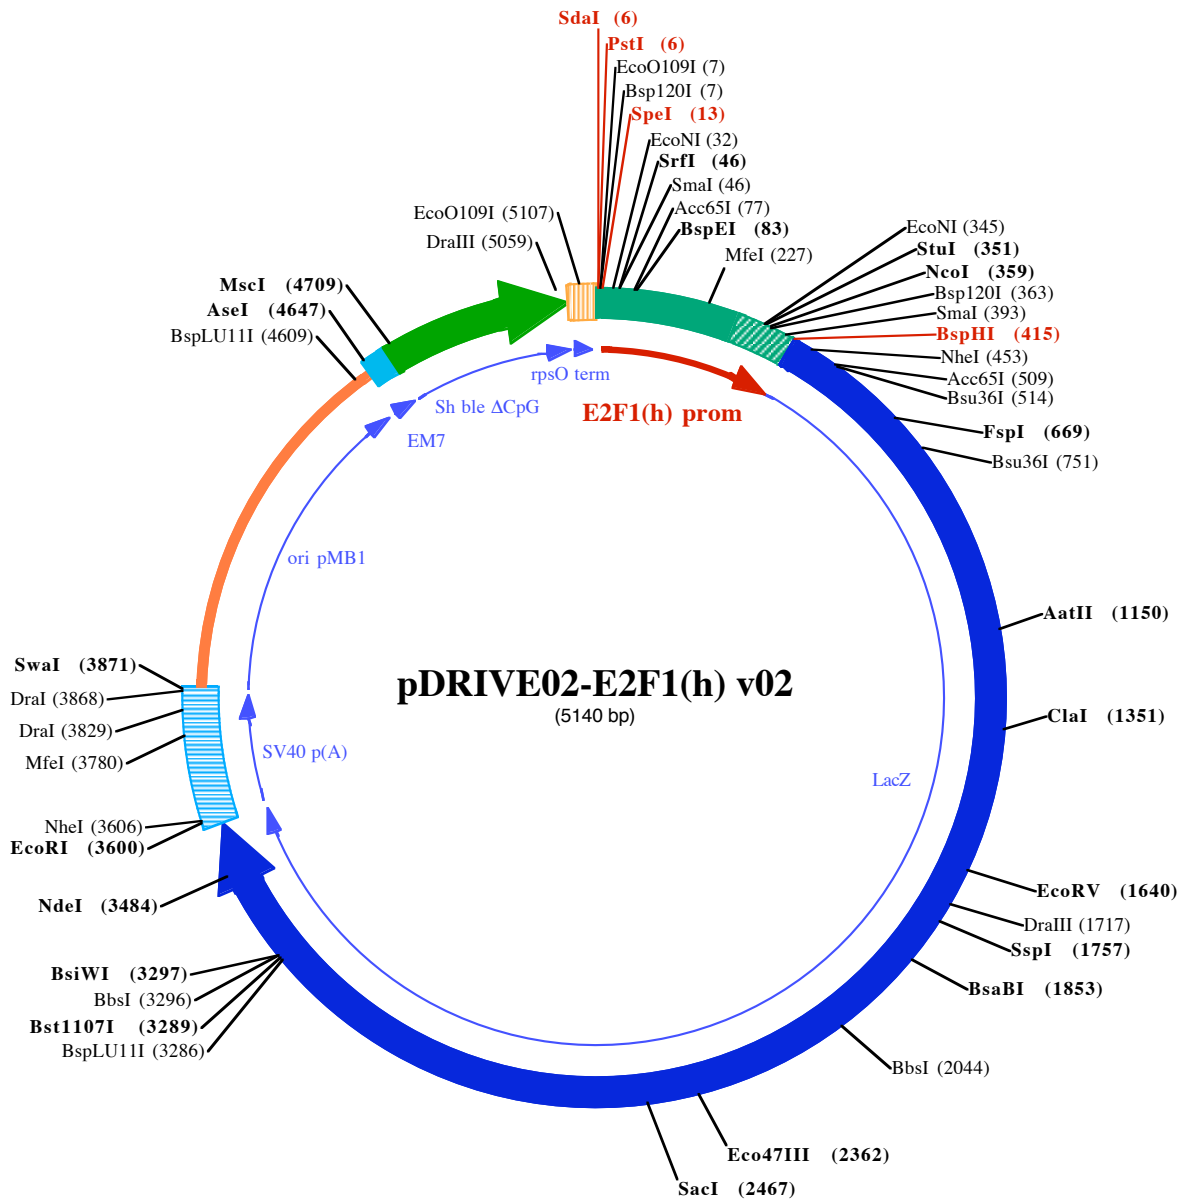 SdaI (6)
PstI (6)
EcoO109I (7)
Bsp120I (7)
SpeI (13)
EcoNI (32)
SrfI (46)
SmaI (46)
Acc65I (77)
BspEI (83)
MfeI (227)
EcoNI (345)
StuI (351)
NcoI (359)
Bsp120I (363)
SmaI (393)
BspHI (415)
NheI (453)
Acc65I (509)
Bsu36I (514)
FspI (669)
Bsu36I (751)
AatII (1150)
ClaI (1351)
EcoRV (1640)
DraIII (1717)
SspI (1757)
BsaBI (1853)
BbsI (2044)
Eco47III (2362)
SacI (2467)
BspLU11I (3286)
Bst1107I (3289)
BbsI (3296)
BsiWI (3297)
NdeI (3484)
EcoRI (3600)
NheI (3606)
MfeI (3780)
DraI (3829)
DraI (3868)
SwaI (3871)
BspLU11I (4609)
AseI (4647)
MscI (4709)
DraIII (5059)
EcoO109I (5107)
rpsO term
Sh ble ΔCpG
EM7
E2F1(h) prom
ori pMB1
SV40 p(A)
LacZ
pDRIVE02-E2F1(h) v02
(5140 bp)